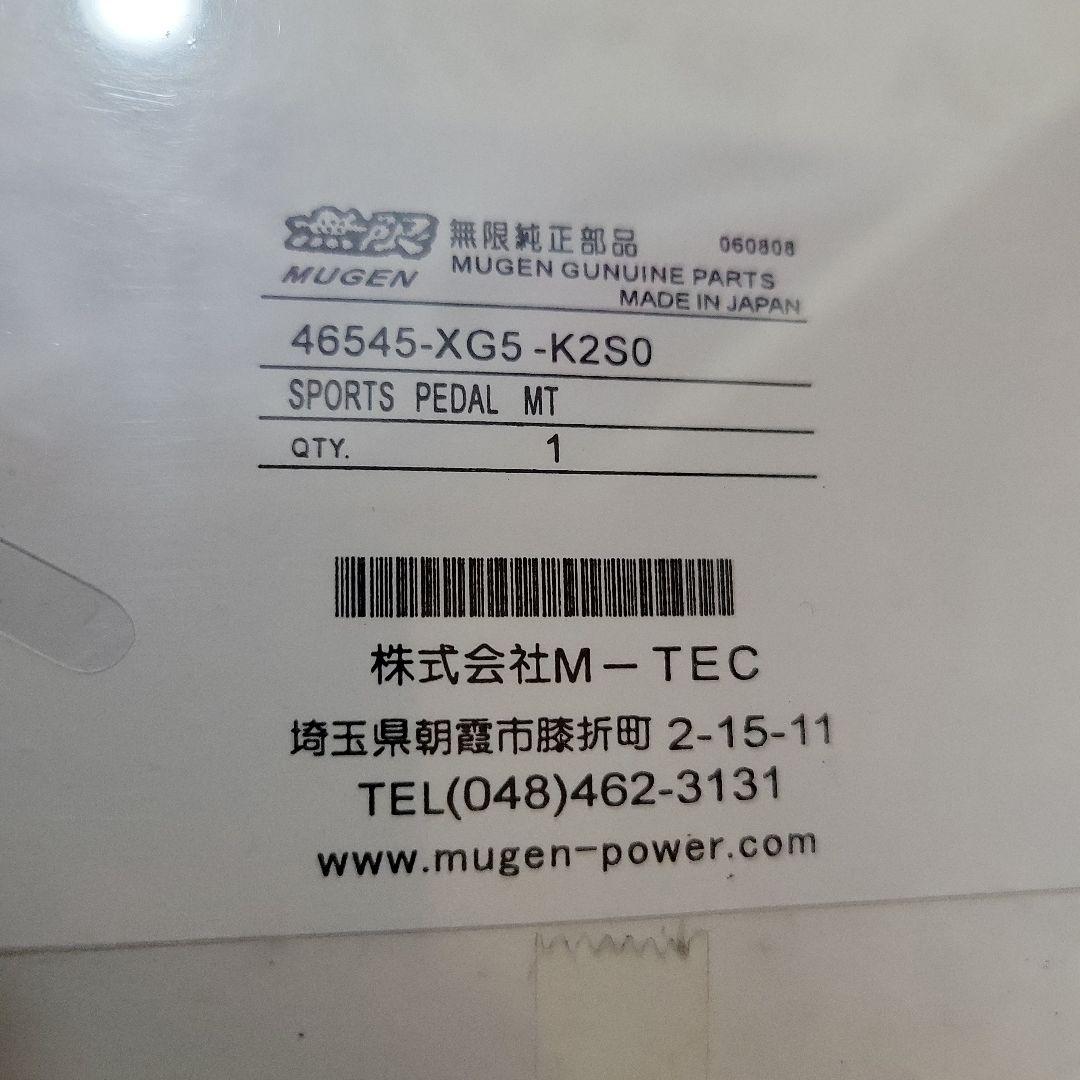 無限 無限純正部品 060808
MUGEN MUGEN GUNUINE PARTS
MADE IN JAPAN
46545-XG5-K2S0
SPORTS PEDAL MT
QTY. 1
株式会社M-TEC
埼玉県朝霞市膝折町 2-15-11
TEL(048)462-3131
www.mugen-power.com